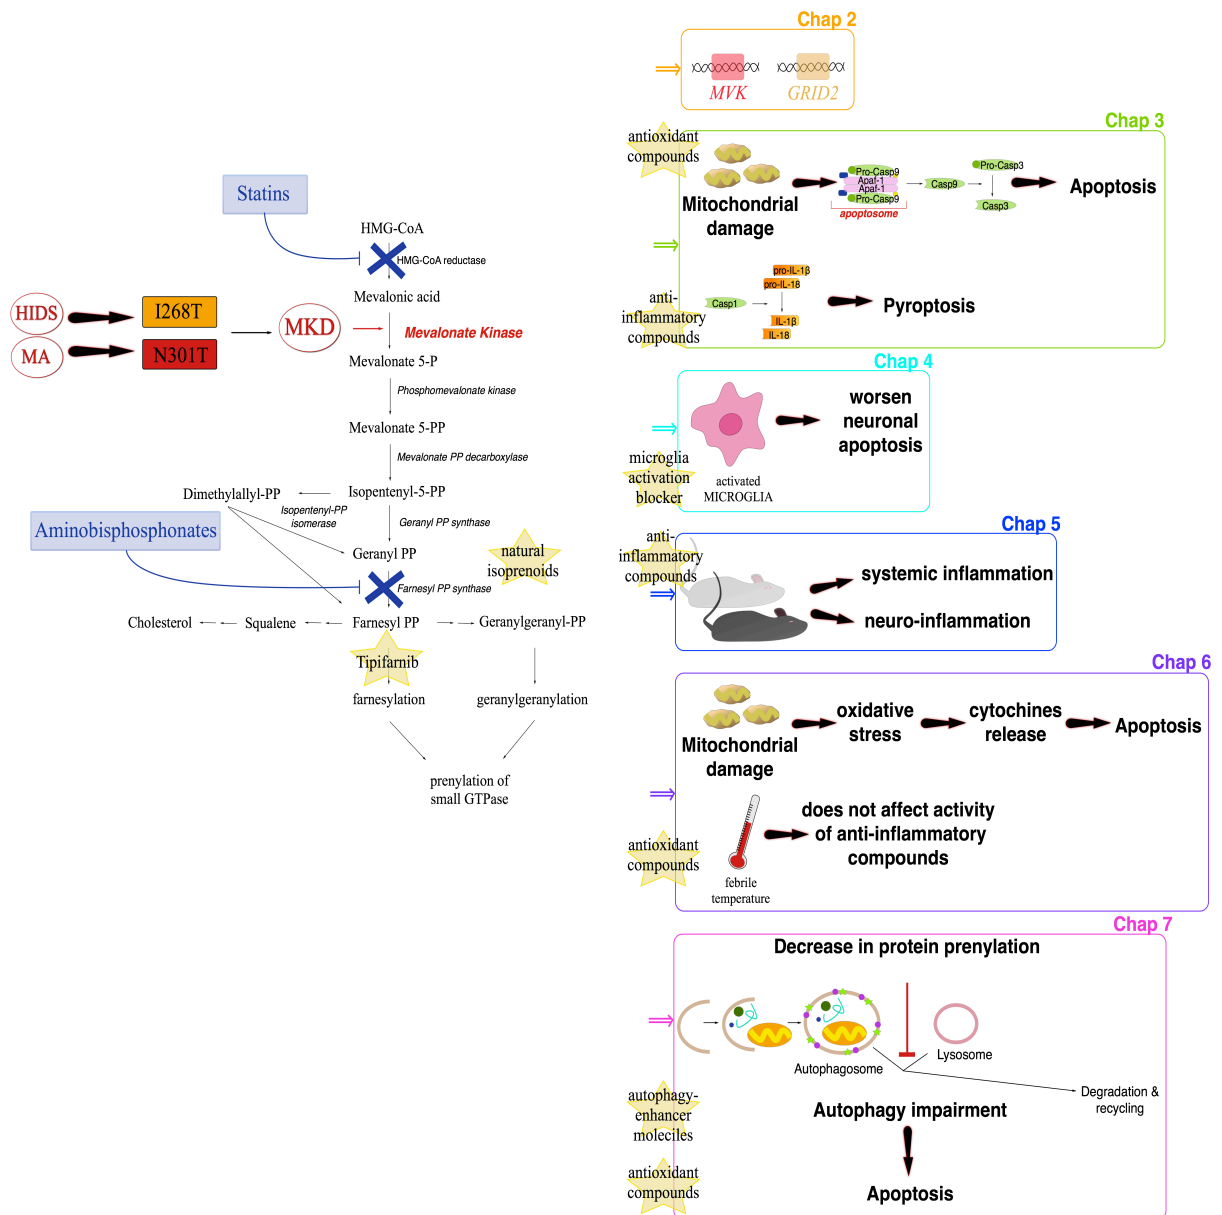 Statins
HMG-CoA
HMG-CoA reductase
Mevalonic acid
HIDS
MA
I268T
N301T
MKD
Mevalonate Kinase
Mevalonate 5-P
Phosphomevalonate kinase
Mevalonate 5-PP
Mevalonate PP decarboxylase
Dimethylallyl-PP
Isopentenyl-5-PP
Isopentenyl-PP
isomerase
Geranyl PP synthase
Aminobisphosphonates
Geranyl PP
natural
isoprenoids
Farnesyl PP synthase
Cholesterol
Squalene
Farnesyl PP
Geranylgeranyl-PP
Tipifarnib
farnesylation
geranylgeranylation
prenylation of
small GTPase
Chap 2
MVK
GRID2
Chap 3
antioxidant
compounds
Mitochondrial
damage
Pro-Casp9
Apaf-1
Apaf-1
Pro-Casp9
apoptosome
Casp9
Pro-Casp3
Casp3
Apoptosis
anti-
inflammatory
compounds
Casp1
pro-IL-1β
pro-IL-18
IL-1β
IL-18
Pyroptosis
Chap 4
microglia
activation
blocker
activated
MICROGLIA
worsen
neuronal
apoptosis
Chap 5
anti-
inflammatory
compounds
systemic inflammation
neuro-inflammation
Chap 6
Mitochondrial
damage
oxidative
stress
cytochines
release
Apoptosis
antioxidant
compounds
febrile
temperature
does not affect activity
of anti-inflammatory
compounds
Chap 7
Decrease in protein prenylation
Autophagosome
Lysosome
Degradation &
recycling
autophagy-
enhancer
moleciles
Autophagy impairment
antioxidant
compounds
Apoptosis